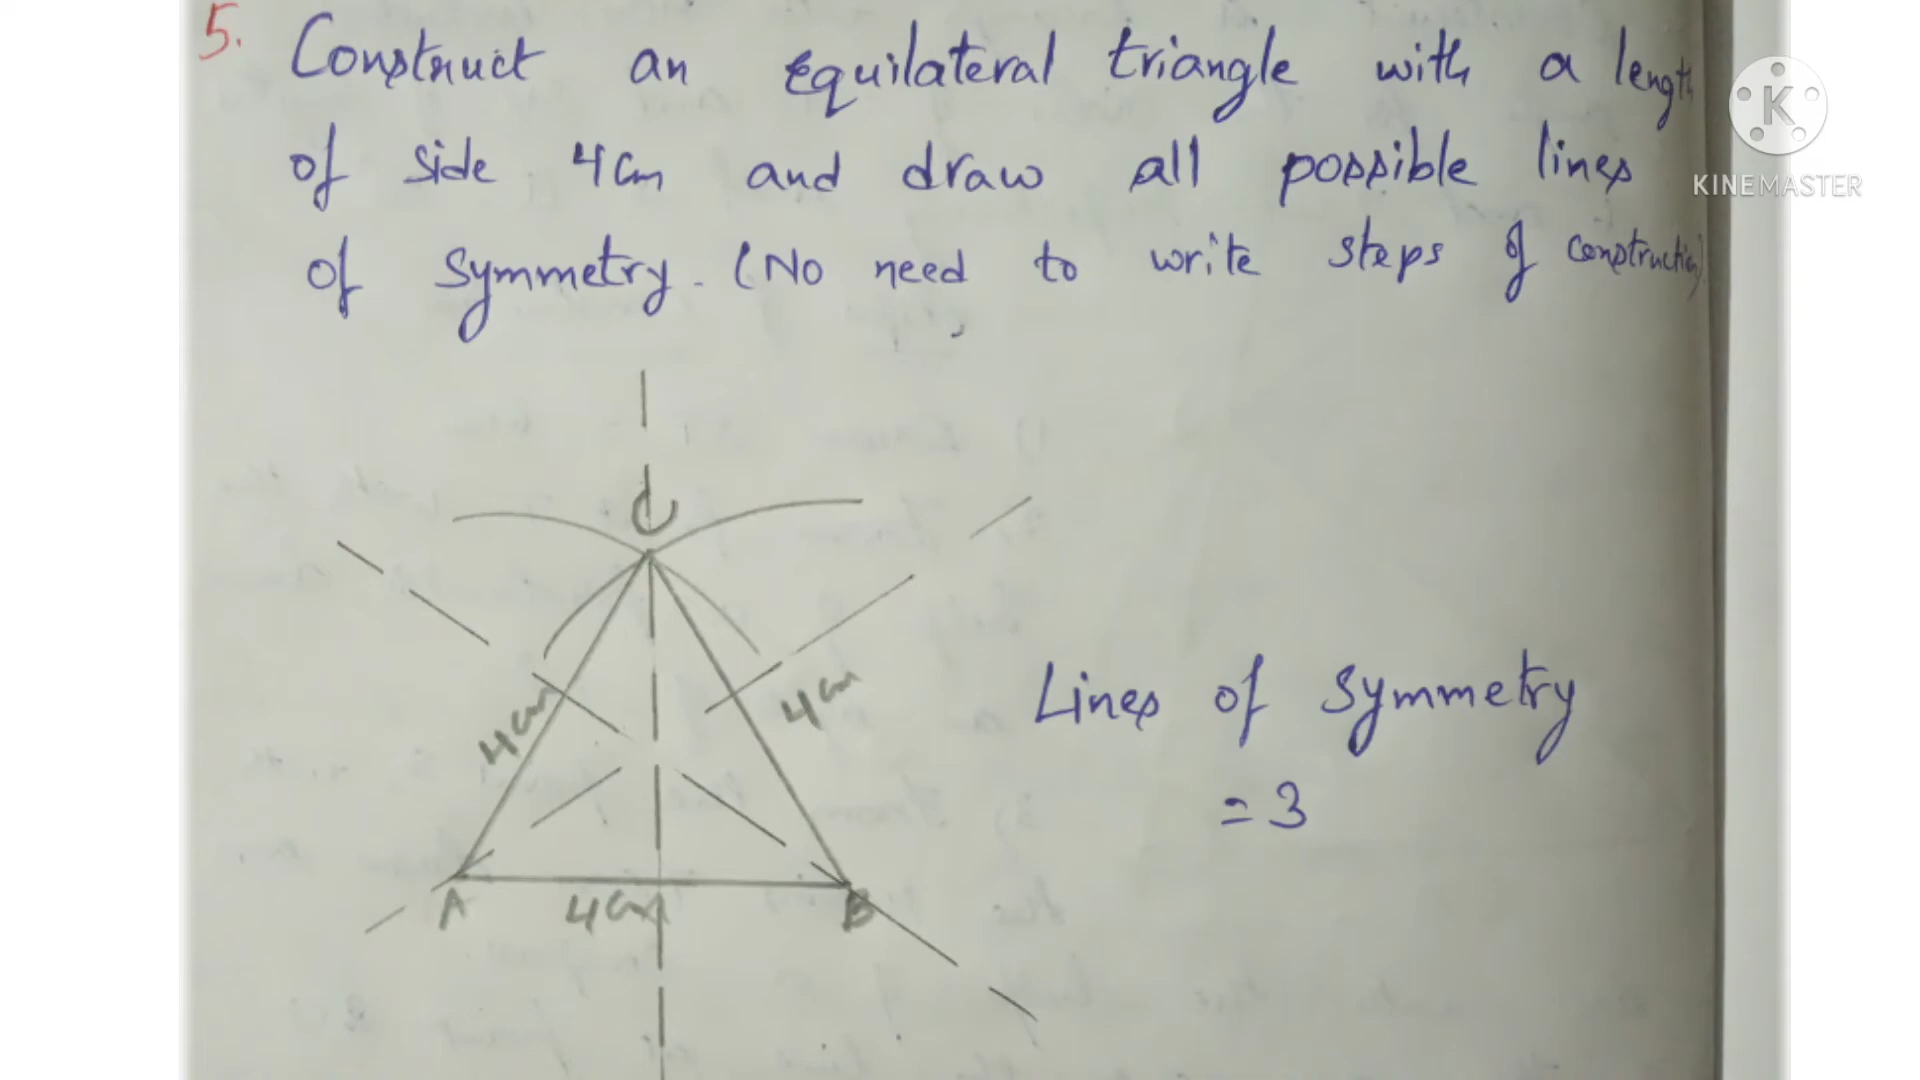 5. Construct an equilateral triangle with a length
of side 4cm and draw all possible lines
of symmetry. (No need to write steps of construction)
K
KINEMASTER
C
4cm
4cm
Lines of symmetry
= 3
A
4cm
B